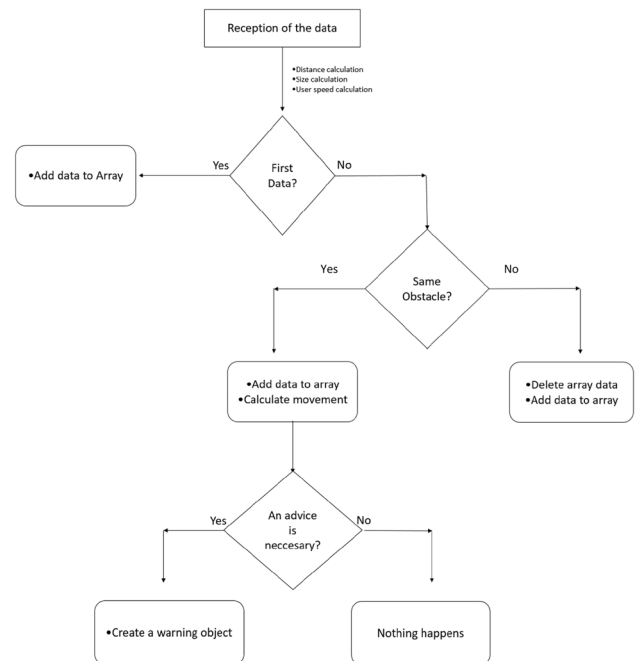 Reception of the data
•Distance calculation
•Size calculation
•User speed calculation
Yes
First
Data?
No
•Add data to Array
Yes
Same
Obstacle?
No
•Add data to array
•Calculate movement
•Delete array data
•Add data to array
Yes
An advice
is
neccesary?
No
•Create a warning object
Nothing happens